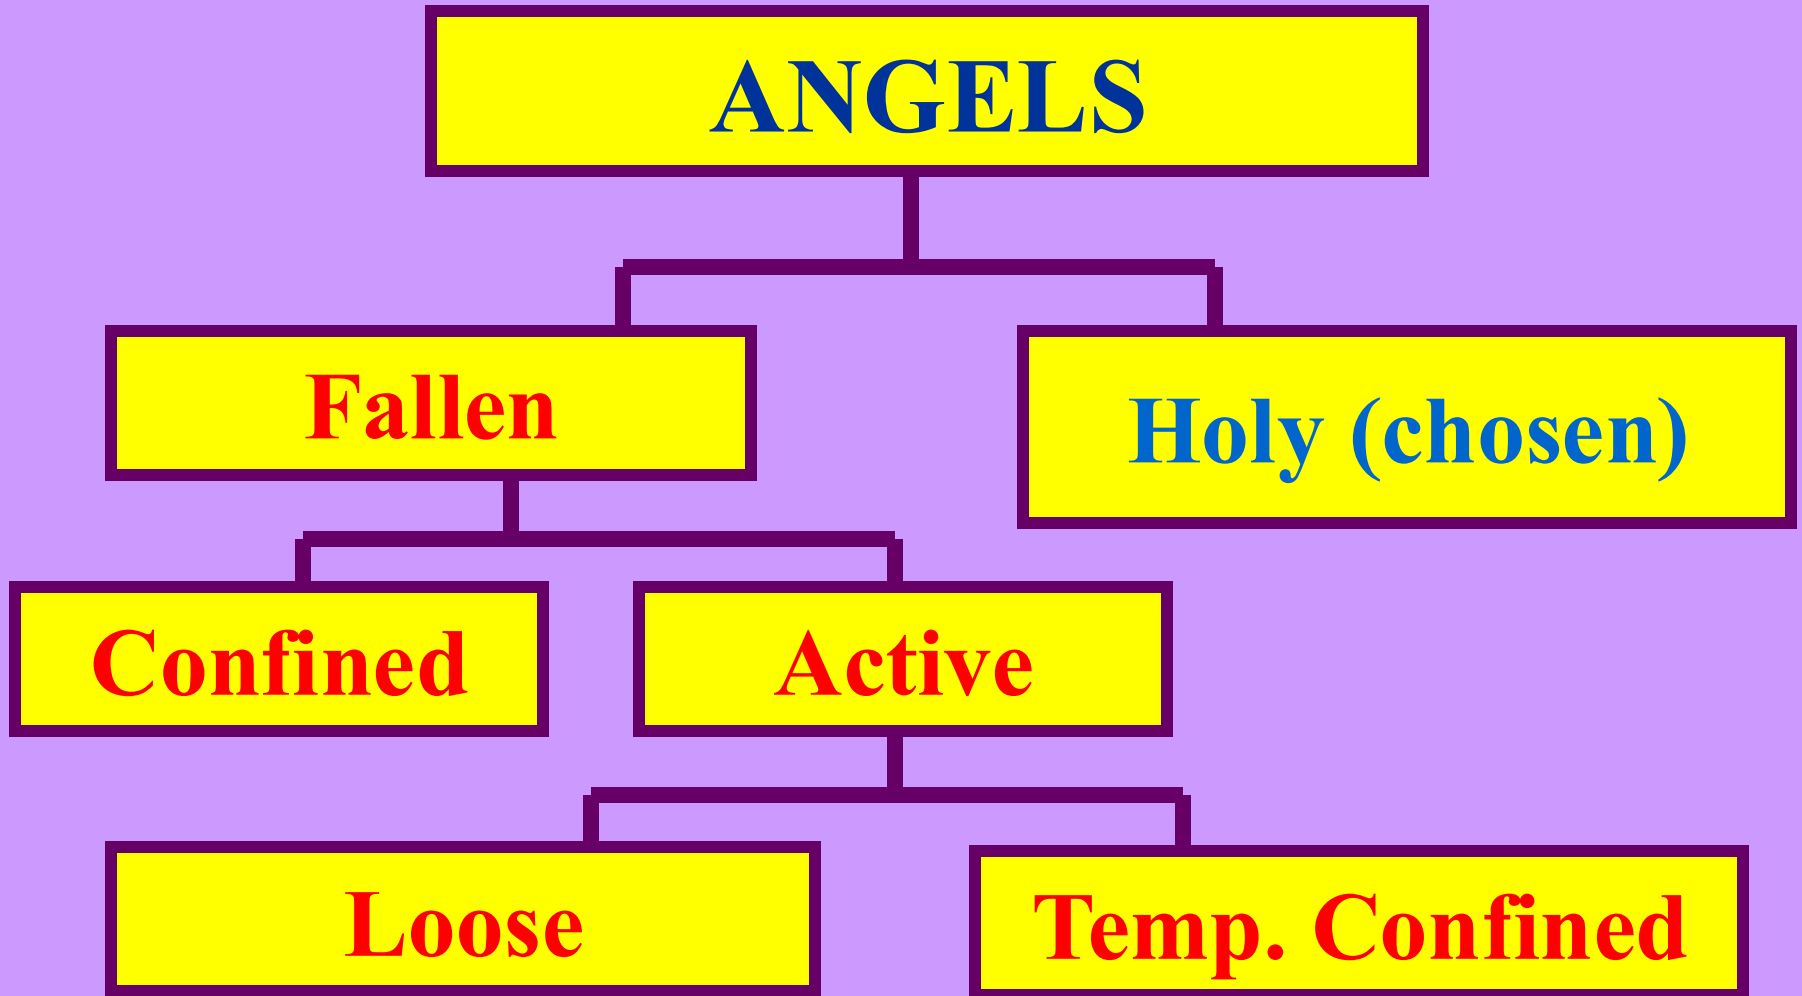 ANGELS
Fallen
Holy (chosen)
Confined
Active
Loose
Temp. Confined